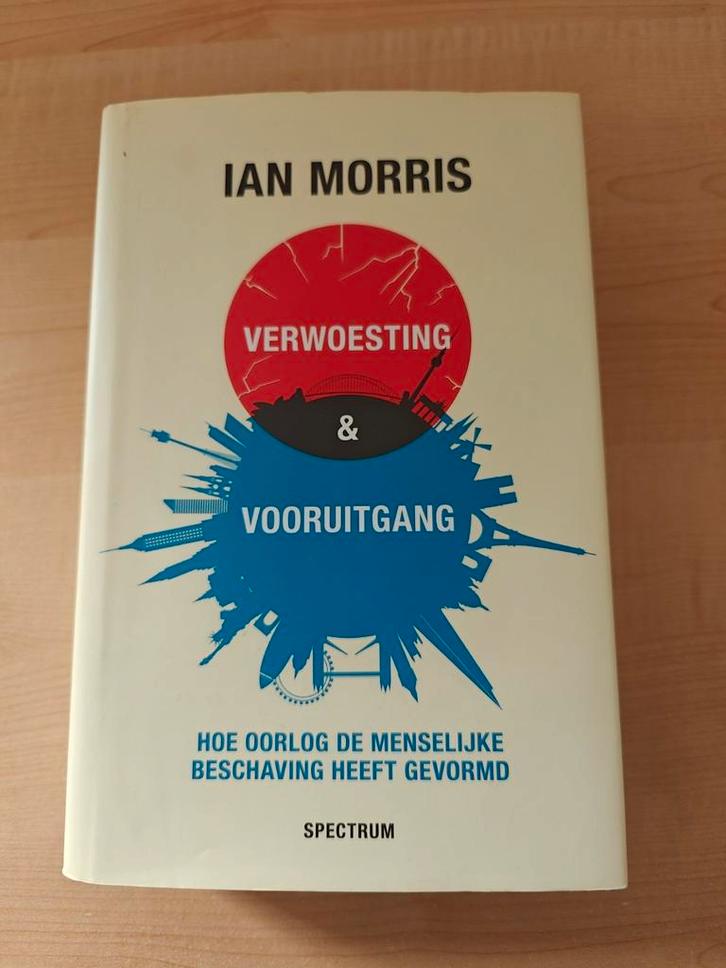 IAN MORRIS
VERWOESTING
&
VOORUITGANG
HOE OORLOG DE MENSELIJKE
BESCHAVING HEEFT GEVORMD
SPECTRUM